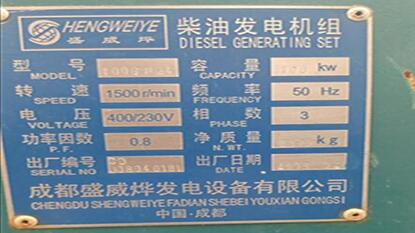 HENGWEIYE
盛威烨
柴油发电机组
DIESEL GENERATING SET
型号
MODEL
容量
CAPACITY
kw
转速
SPEED
1500 r/min
频率
FREQUENCY
50 Hz
电压
VOLTAGE
400/230V
相数
PHASE
3
功率因数
P.F.
0.8
净质量
N.WT.
kg
出厂编号
SERIAL NO
出厂日期
成都盛威烨发电设备有限公司
CHENGDU SHENGWEIYE FADIAN SHEBEI YOUXIAN GONGSI
中国·成都